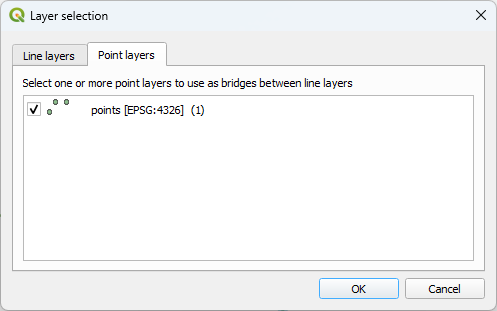 Layer selection
Line layers
Point layers
Select one or more point layers to use as bridges between line layers
points [EPSG:4326] (1)
OK
Cancel